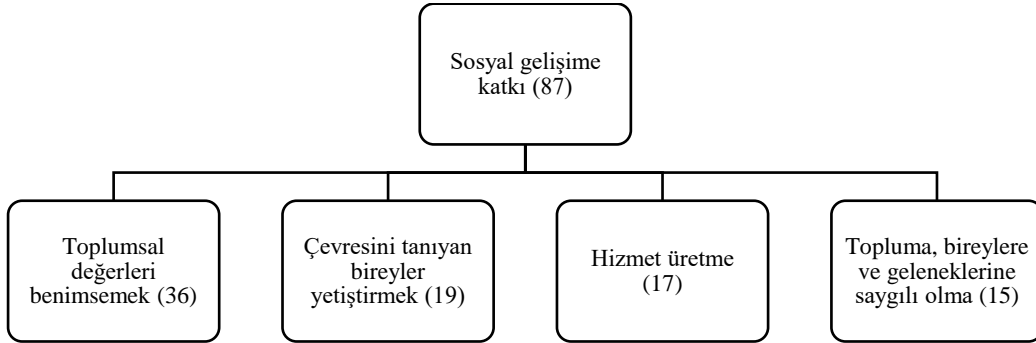 Sosyal gelişime
katkı (87)
Toplumsal
değerleri
benimsemek (36)
Çevresini tanıyan
bireyler
yetiştirmek (19)
Hizmet üretme
(17)
Topluma, bireylere
ve geleneklerine
saygılı olma (15)